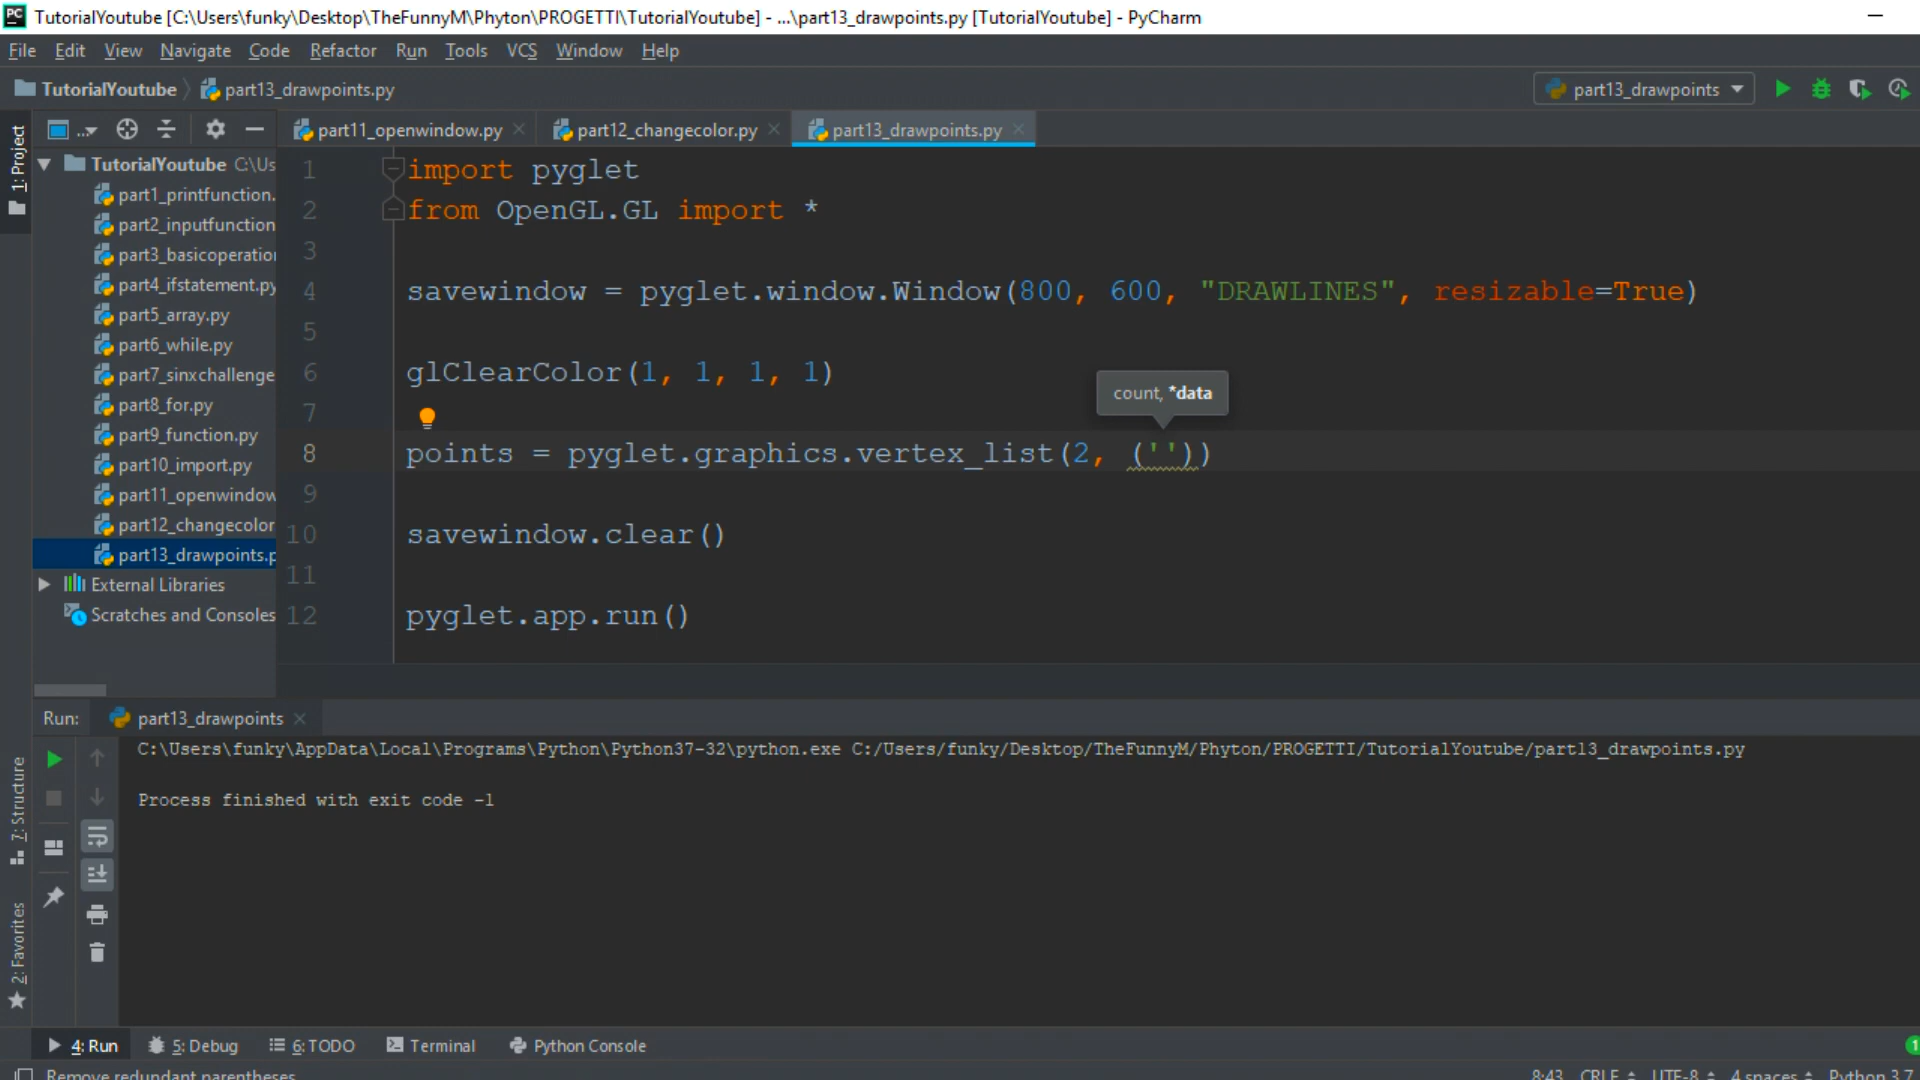 PC TutorialYoutube [C:\Users\funky\Desktop\TheFunnyM\Phyton\PROGETTI\TutorialYoutube] - ...\part13_drawpoints.py [TutorialYoutube] - PyCharm
File Edit View Navigate Code Refactor Run Tools VCS Window Help
TutorialYoutube part13_drawpoints.py part13_drawpoints
... part11_openwindow.py part12_changecolor.py part13_drawpoints.py
1: Project
TutorialYoutube C:\Us
part1_printfunction.
part2_inputfunction
part3_basicoperatio
part4_ifstatement.py
part5_array.py
part6_while.py
part7_sinxchallenge
part8_for.py
part9_function.py
part10_import.py
part11_openwindow
part12_changecolor
part13_drawpoints.p
External Libraries
Scratches and Consoles
1 import pyglet
2 from OpenGL.GL import *
3
4 savewindow = pyglet.window.Window(800, 600, "DRAWLINES", resizable=True)
5
6 glClearColor(1, 1, 1, 1)
count, *data
7
8 points = pyglet.graphics.vertex_list(2, (''))
9
10 savewindow.clear()
11
12 pyglet.app.run()
Run: part13_drawpoints
C:\Users\funky\AppData\Local\Programs\Python\Python37-32\python.exe C:/Users/funky/Desktop/TheFunnyM/Phyton/PROGETTI/TutorialYoutube/part13_drawpoints.py
Process finished with exit code -1
7: Structure
2: Favorites
4: Run 5: Debug 6: TODO Terminal Python Console 1
Remove redundant parentheses 8:43 CRLF UTF-8 4 spaces Python 3.7